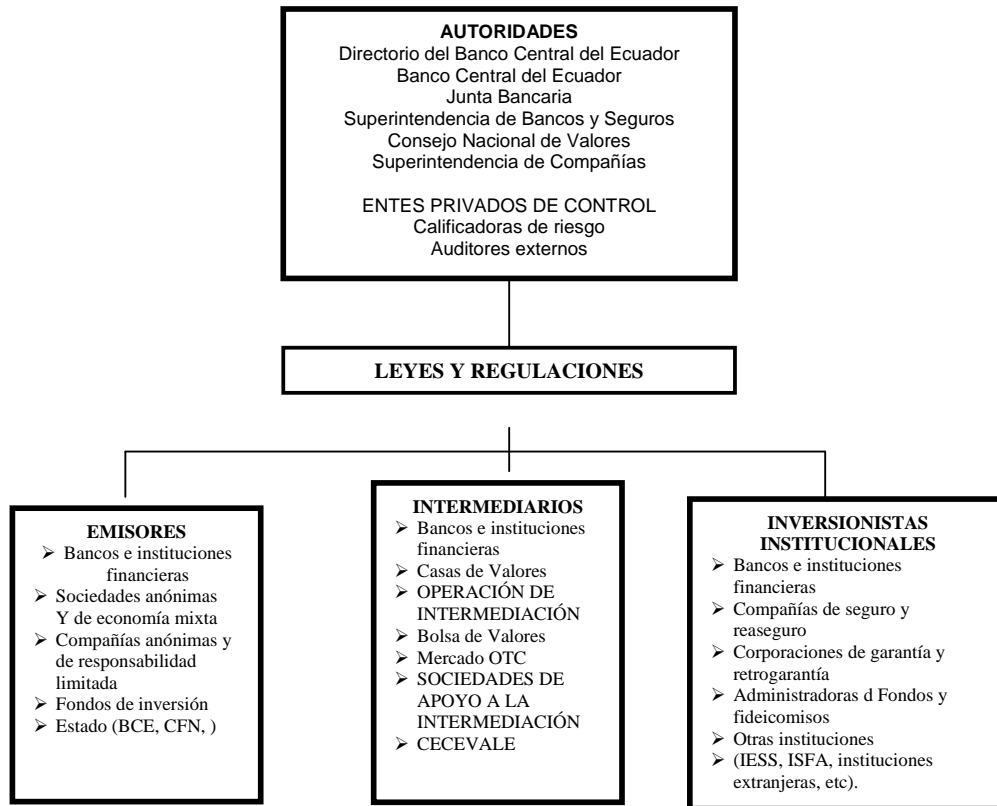 AUTORIDADES
Directorio del Banco Central del Ecuador
Banco Central del Ecuador
Junta Bancaria
Superintendencia de Bancos y Seguros
Consejo Nacional de Valores
Superintendencia de Compañías
ENTES PRIVADOS DE CONTROL
Calificadoras de riesgo
Auditores externos
LEYES Y REGULACIONES
EMISORES
➢ Bancos e instituciones
financieras
➢ Sociedades anónimas
Y de economía mixta
➢ Compañías anónimas y
de responsabilidad
limitada
➢ Fondos de inversión
➢ Estado (BCE, CFN, )
INTERMEDIARIOS
➢ Bancos e instituciones
financieras
➢ Casas de Valores
➢ OPERACIÓN DE
INTERMEDIACIÓN
➢ Bolsa de Valores
➢ Mercado OTC
➢ SOCIEDADES DE
APOYO A LA
INTERMEDIACIÓN
➢ CECEVALE
INVERSIONISTAS
INSTITUCIONALES
➢ Bancos e instituciones
financieras
➢ Compañías de seguro y
reaseguro
➢ Corporaciones de garantía y
retrogarantía
➢ Administradoras d Fondos y
fideicomisos
➢ Otras instituciones
➢ (IESS, ISFA, instituciones
extranjeras, etc).